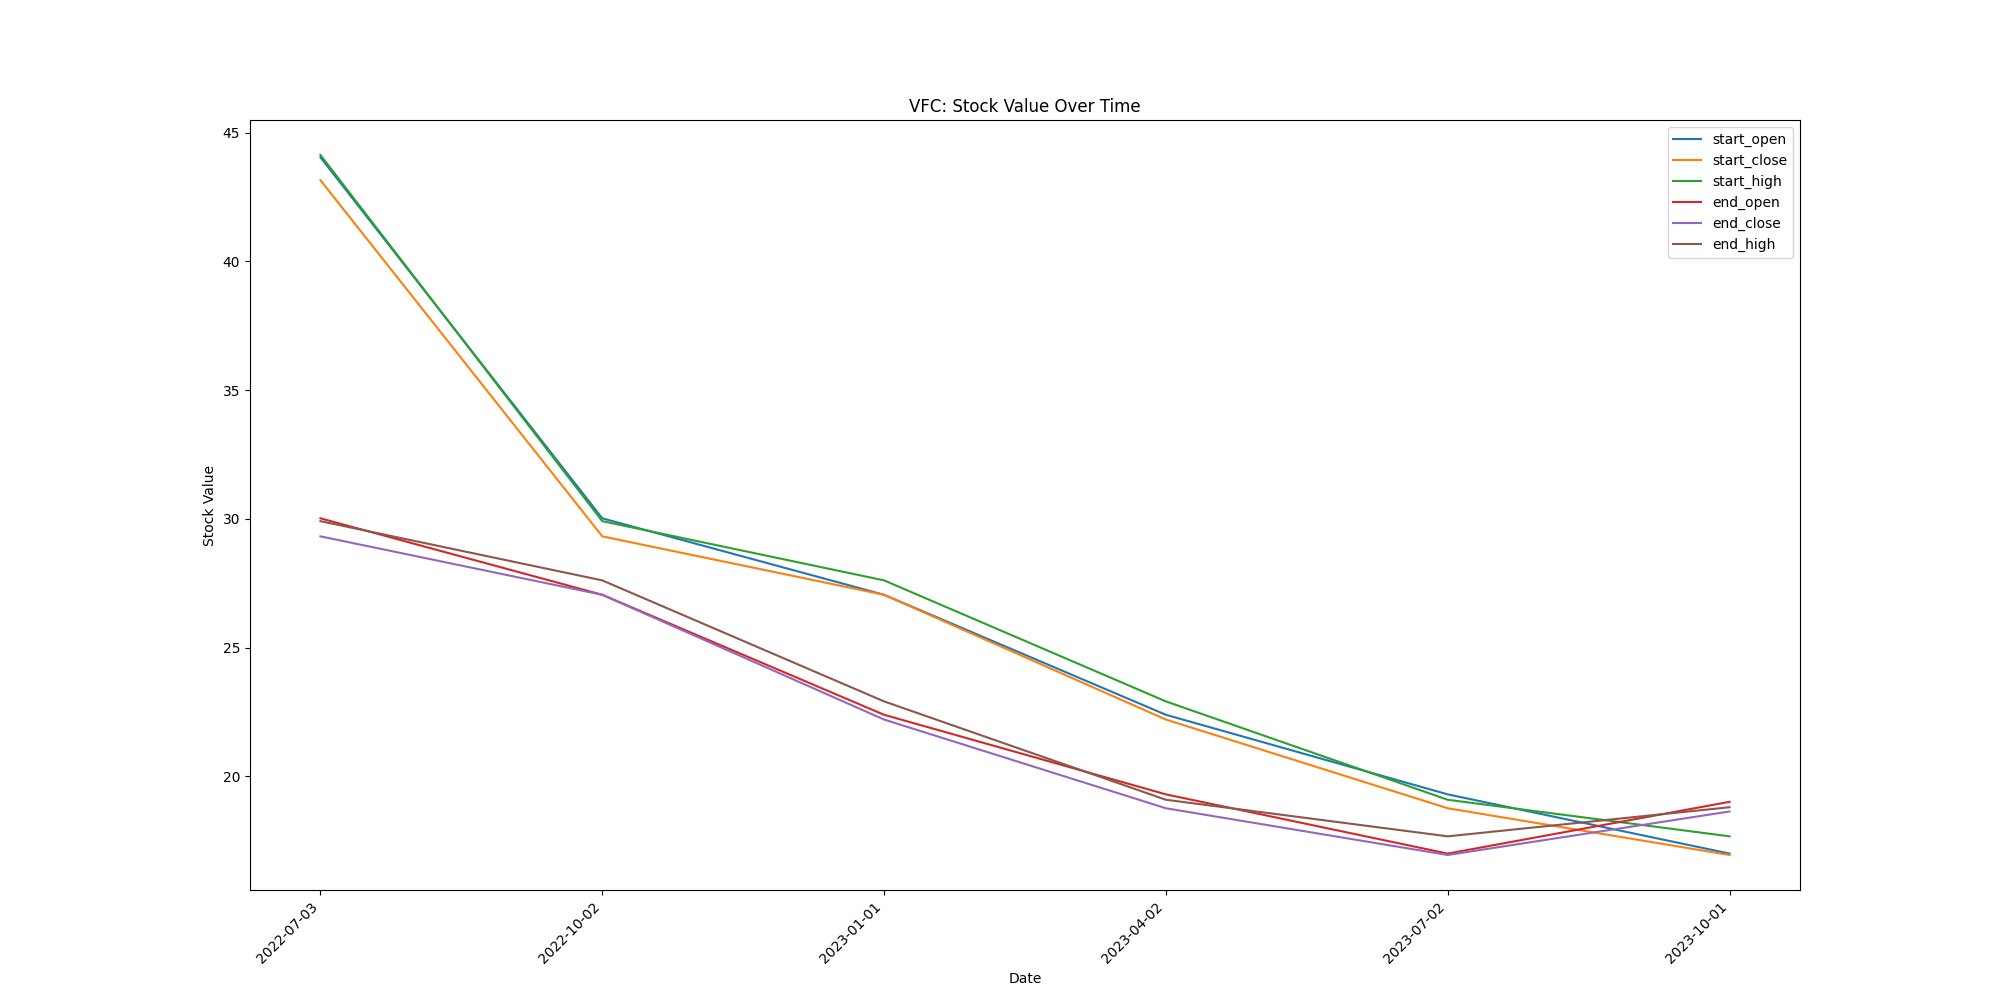 VFC: Stock Value Over Time
45
40
35
30
25
20
Stock Value
start_open
start_close
start_high
end_open
end_close
end_high
2022-07-03
2022-10-02
2023-01-01
2023-04-02
2023-07-02
2023-10-01
Date